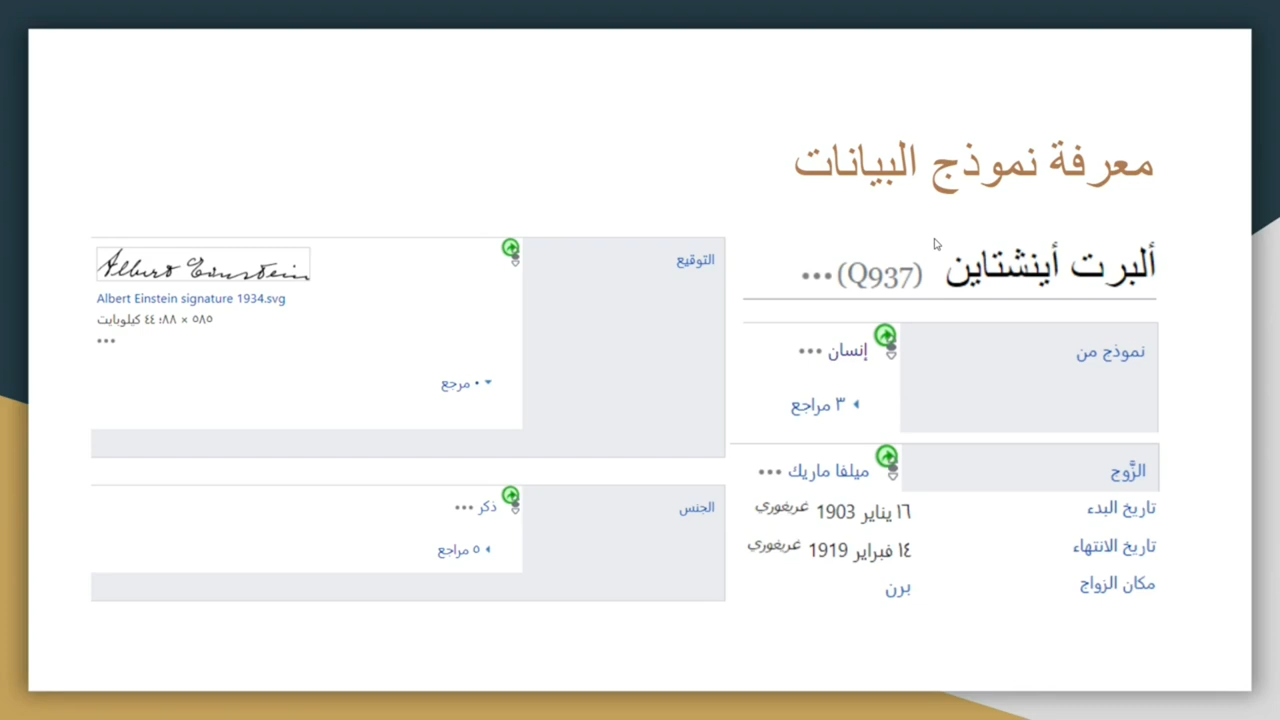 معرفة نموذج البيانات
ألبرت أينشتاين (Q937) •••
نموذج من
إنسان •••
٣ مراجع
الزَّوج
ميلفا ماريك •••
تاريخ البدء
١٦ يناير 1903 غريغوري
تاريخ الانتهاء
١٤ فبراير 1919 غريغوري
مكان الزواج
برن
التوقيع
Albert Einstein
Albert Einstein signature 1934.svg
٥٨٥ × ٨٨؛ ٤٤ كيلوبايت
•••
٠ مرجع
الجنس
ذكر •••
٥ مراجع